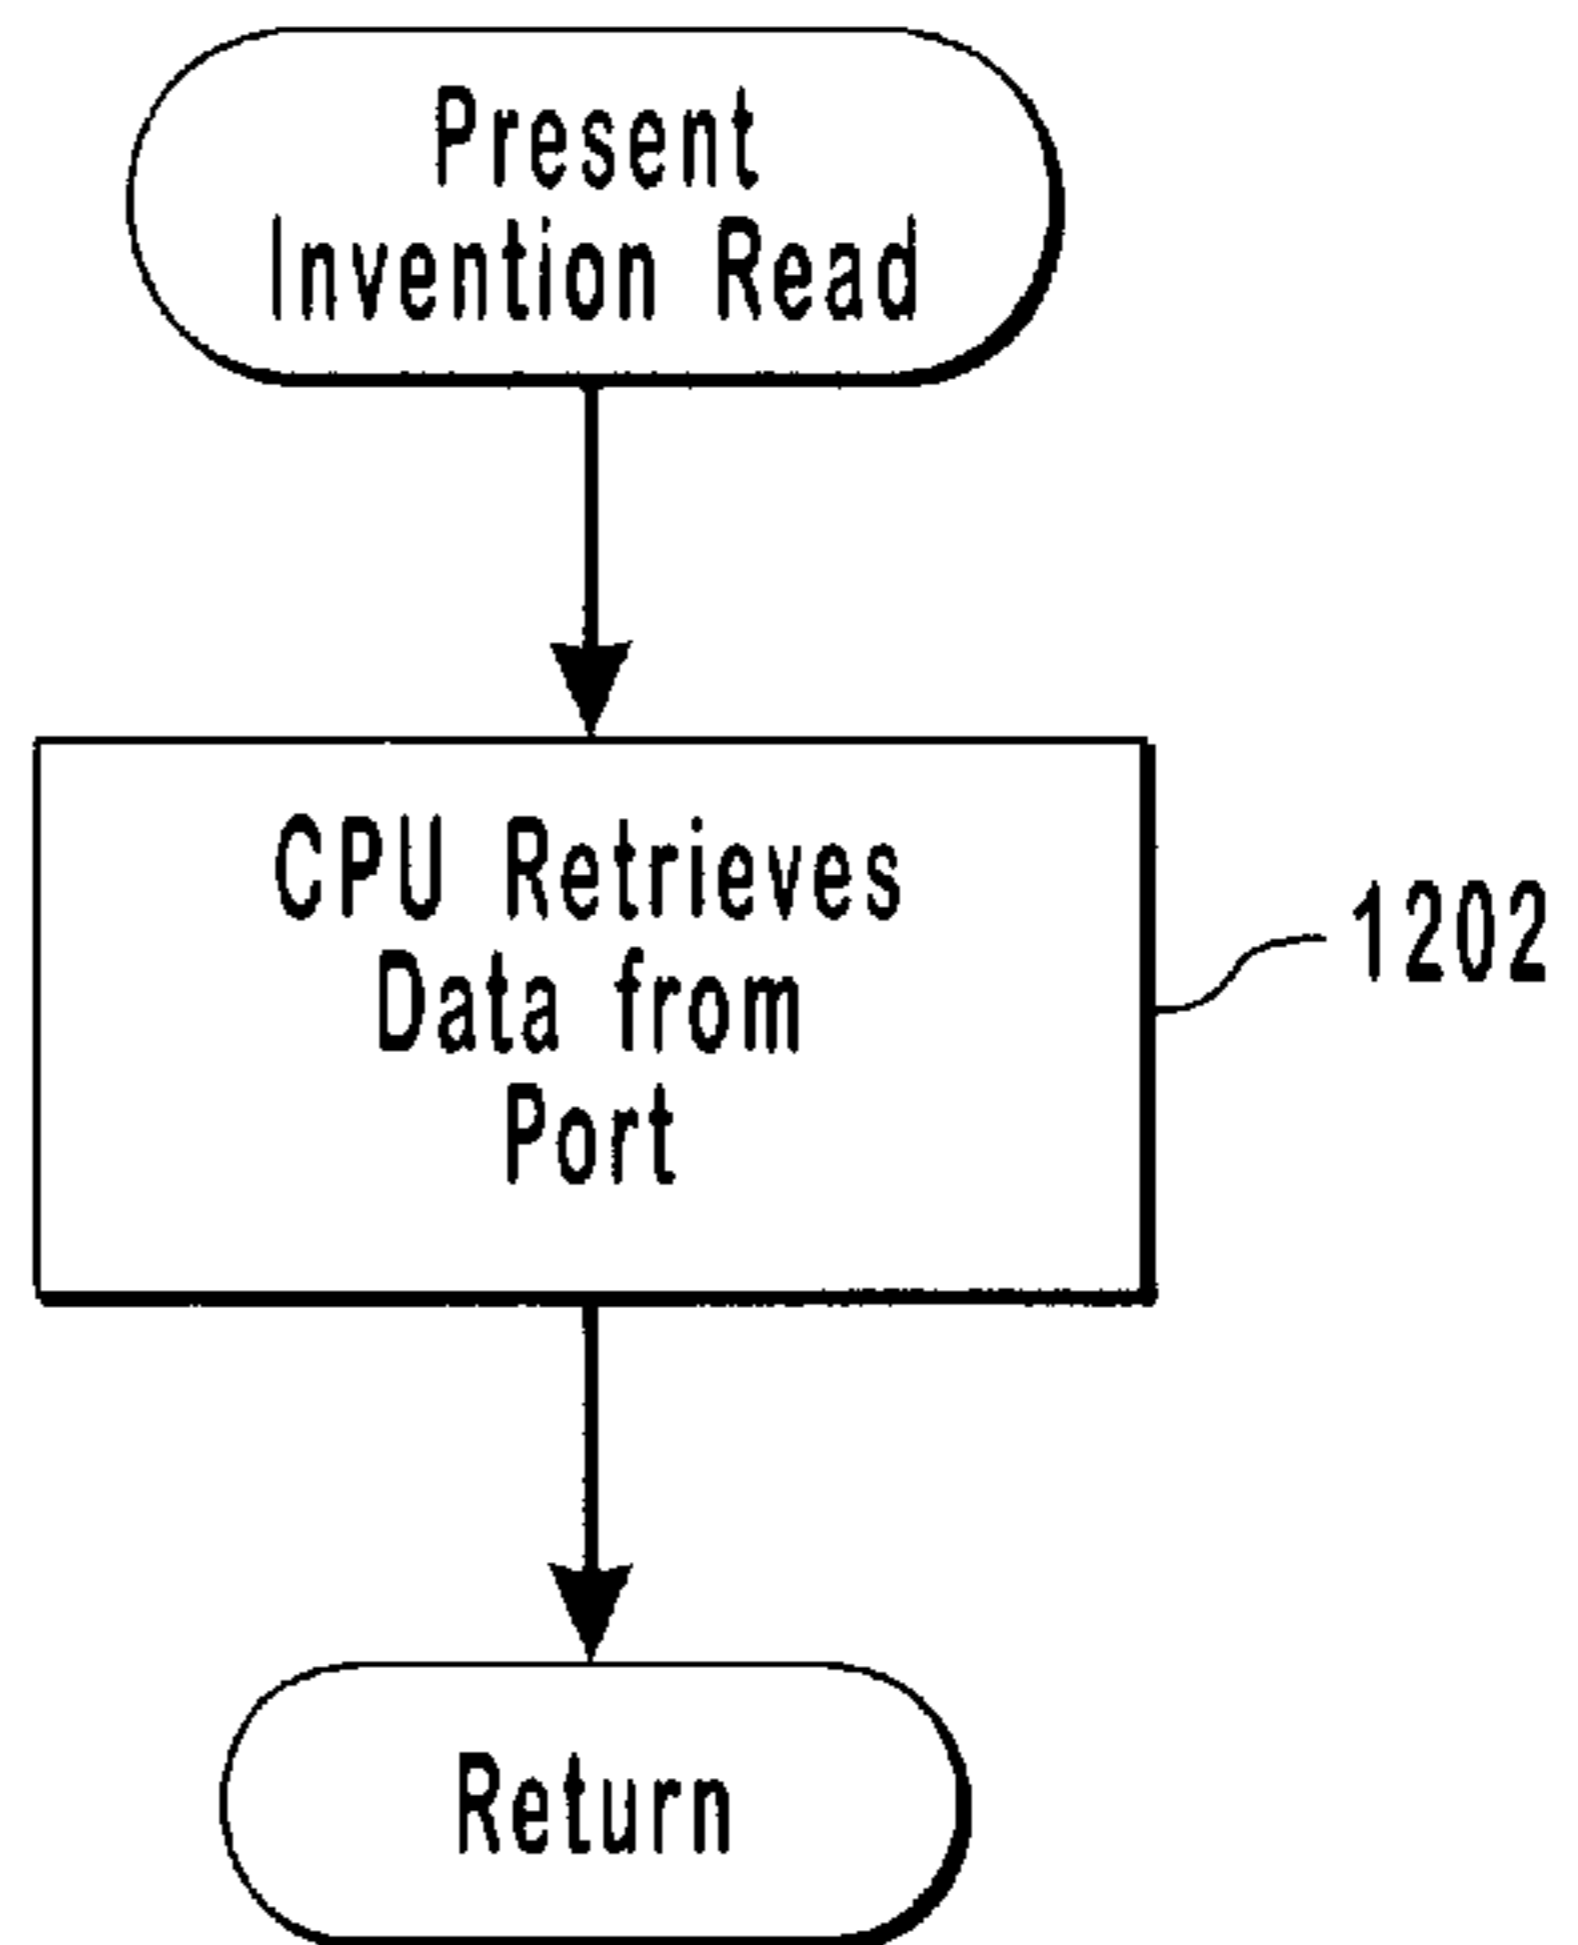 Present
Invention Read
CPU Retrieves
Data from
Port
1202
Return